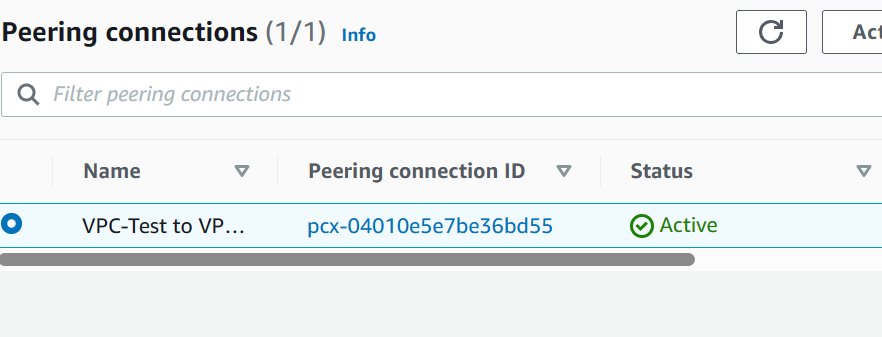 Peering connections (1/1) Info
Act
Filter peering connections
Name Peering connection ID Status
VPC-Test to VP... pcx-04010e5e7be36bd55 Active